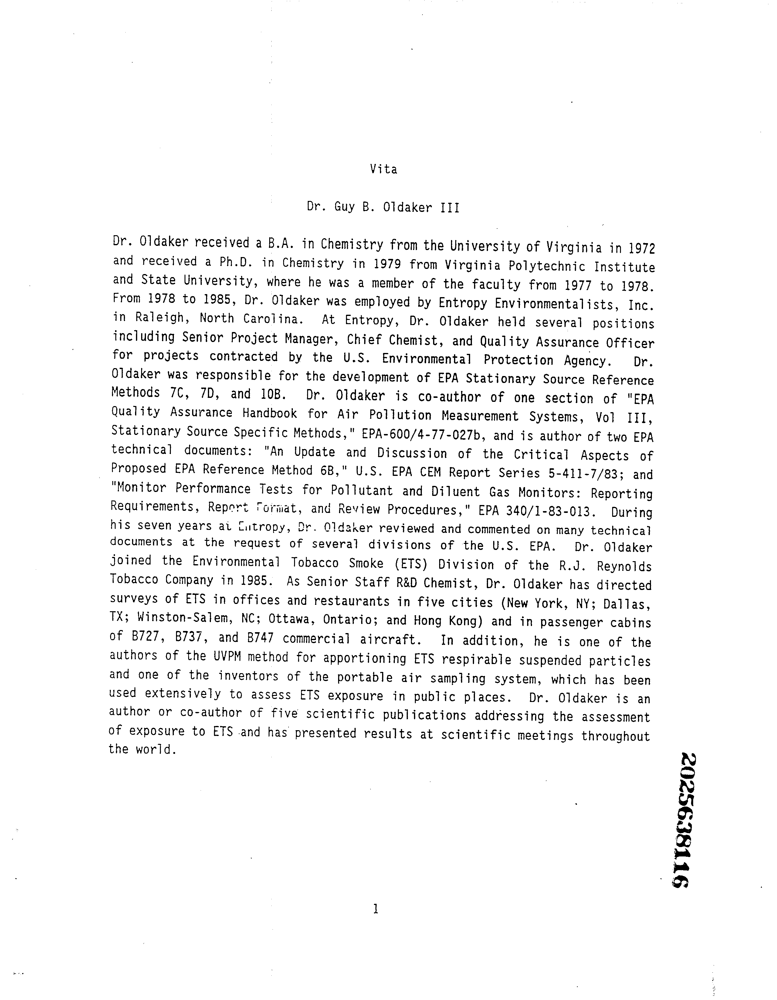 Vita
Dr. Guy B. Oldaker III
Dr. Oldaker received a B.A. in Chemistry from the University of Virginia in 1972
and received a Ph.D. in Chemistry in 1979 from Virginia Polytechnic Institute
and State University, where he was a member of the faculty from 1977 to 1978.
From 1978 to 1985, Dr. Oldaker was employed by Entropy Environmentalists, Inc.
in Raleigh, North Carolina. At Entropy, Dr. Oldaker held several positions
including Senior Project Manager, Chief Chemist, and Quality Assurance Officer
for projects contracted by the U.S. Environmental Protection Agency. Dr.
Oldaker was responsible for the development of EPA Stationary Source Reference
Methods 7C, 7D, and 10B. Dr. Oldaker is co-author of one section of "EPA
Quality Assurance Handbook for Air Pollution Measurement Systems, Vol III,
Stationary Source Specific Methods," EPA-600/4-77-027b, and is author of two EPA
technical documents: "An Update and Discussion of the Critical Aspects of
Proposed EPA Reference Method 6B," U.S. EPA CEM Report Series 5-411-7/83; and
"Monitor Performance Tests for Pollutant and Diluent Gas Monitors: Reporting
Requirements, Report Format, and Review Procedures," EPA 340/1-83-013. During
his seven years at Entropy, Dr. Oldaker reviewed and commented on many technical
documents at the request of several divisions of the U.S. EPA. Dr. Oldaker
joined the Environmental Tobacco Smoke (ETS) Division of the R.J. Reynolds
Tobacco Company in 1985. As Senior Staff R&D Chemist, Dr. Oldaker has directed
surveys of ETS in offices and restaurants in five cities (New York, NY; Dallas,
TX; Winston-Salem, NC; Ottawa, Ontario; and Hong Kong) and in passenger cabins
of B727, B737, and B747 commercial aircraft. In addition, he is one of the
authors of the UVPM method for apportioning ETS respirable suspended particles
and one of the inventors of the portable air sampling system, which has been
used extensively to assess ETS exposure in public places. Dr. Oldaker is an
author or co-author of five scientific publications addressing the assessment
of exposure to ETS and has presented results at scientific meetings throughout
the world.
2025638116
1